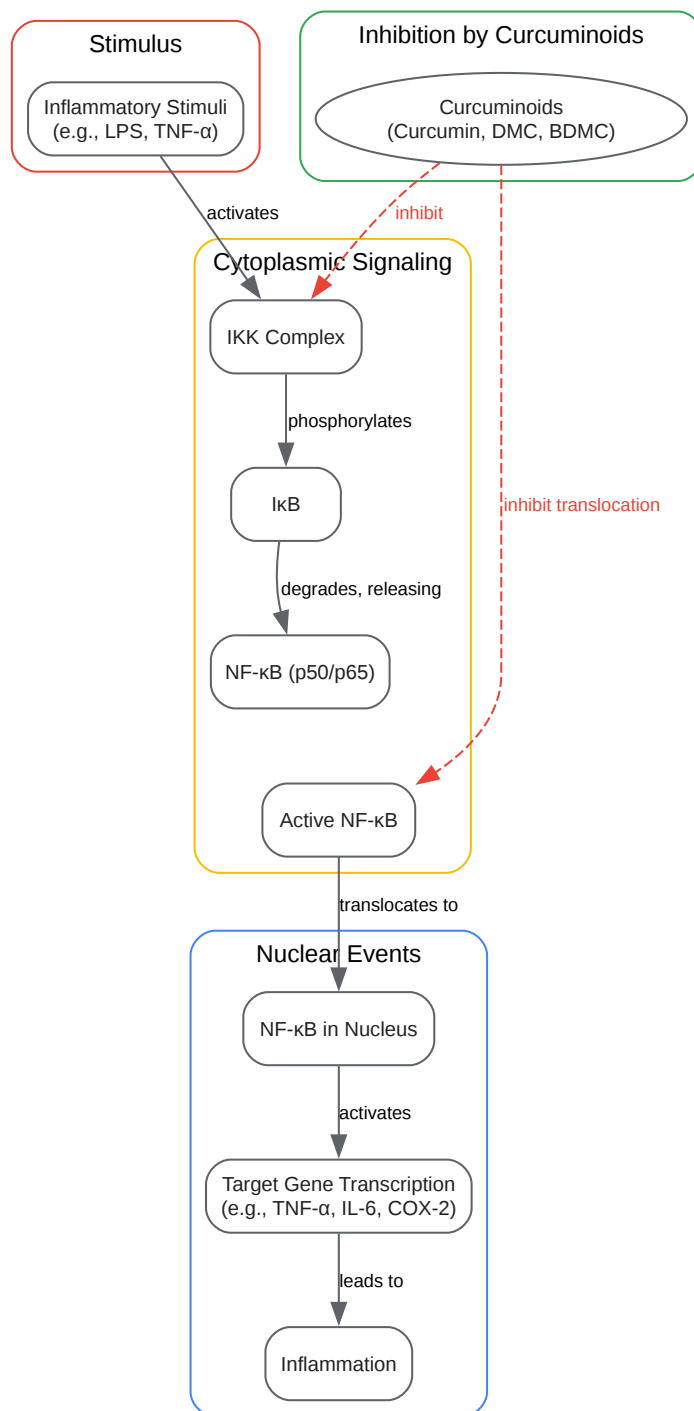 Stimulus
Inflammatory Stimuli
(e.g., LPS, TNF-α)
Inhibition by Curcuminoids
Curcuminoids
(Curcumin, DMC, BDMC)
activates
inhibit
Cytoplasmic Signaling
IKK Complex
phosphorylates
IκB
inhibit translocation
degrades, releasing
NF-κB (p50/p65)
Active NF-κB
translocates to
Nuclear Events
NF-κB in Nucleus
activates
Target Gene Transcription
(e.g., TNF-α, IL-6, COX-2)
leads to
Inflammation